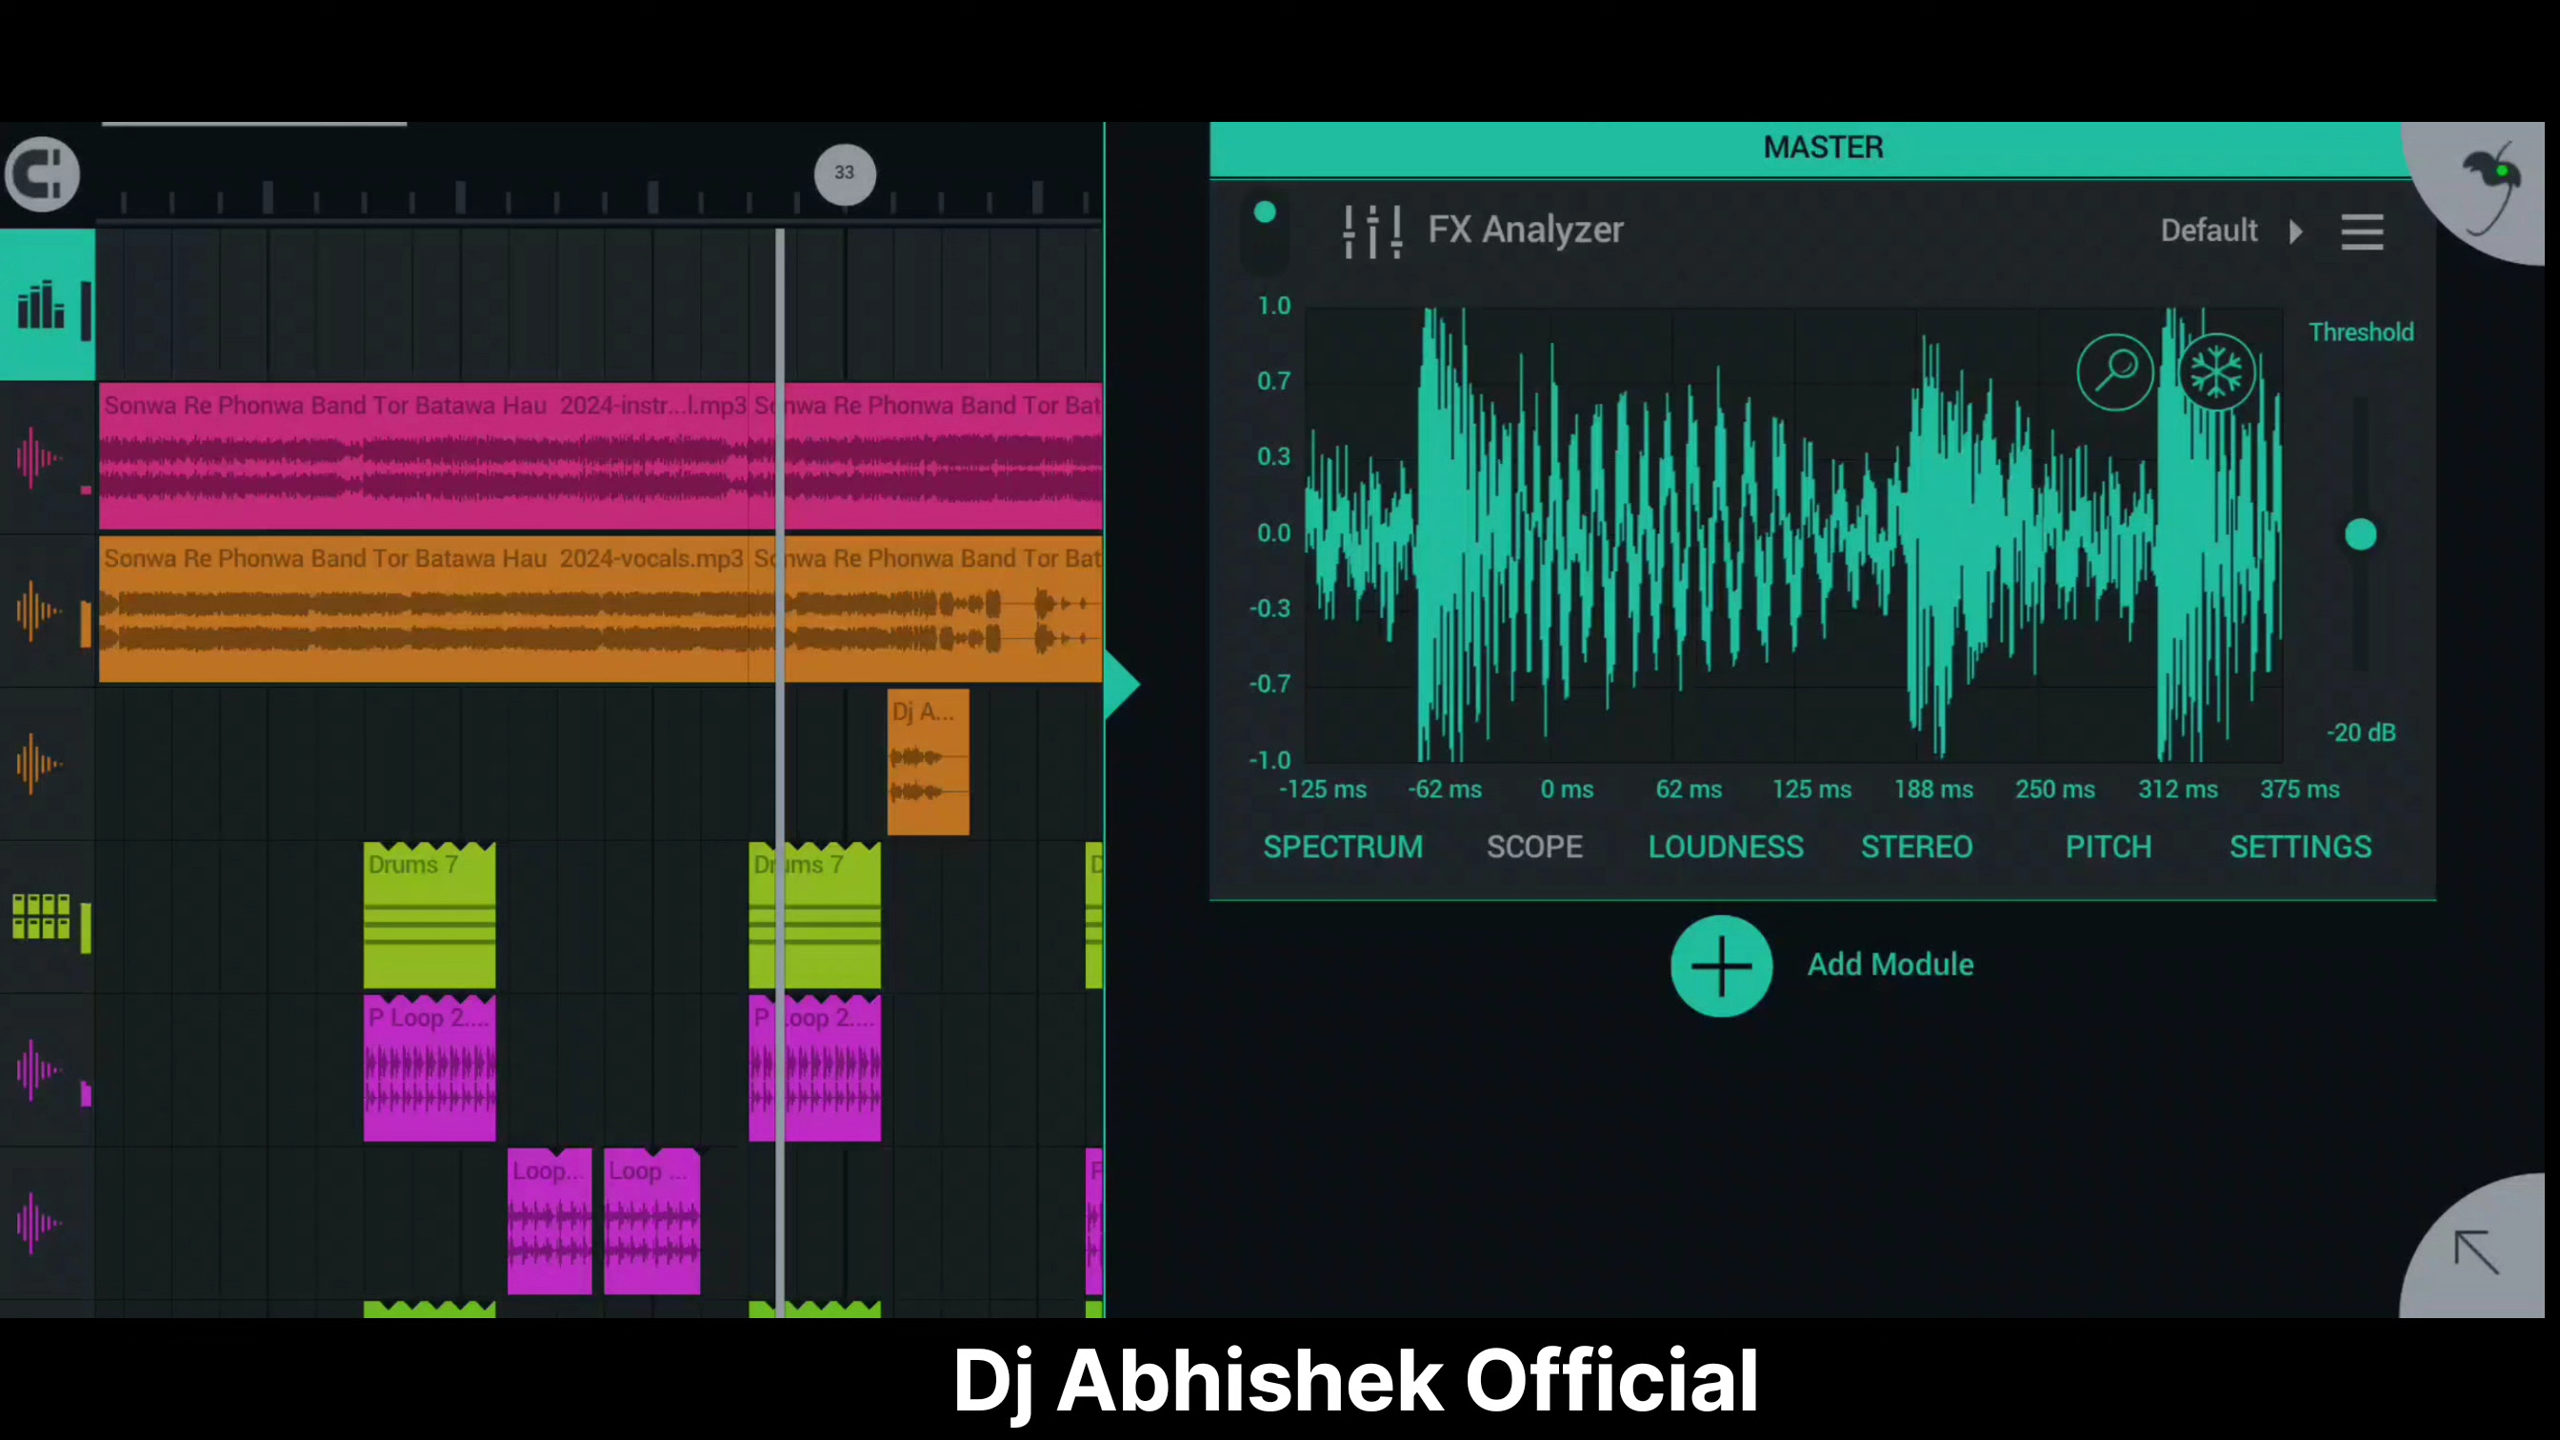 MASTER
33
FX Analyzer
Default
1.0
0.7
0.3
0.0
-0.3
-0.7
-1.0
Threshold
-20 dB
-125 ms -62 ms 0 ms 62 ms 125 ms 188 ms 250 ms 312 ms 375 ms
SPECTRUM SCOPE LOUDNESS STEREO PITCH SETTINGS
Add Module
Sonwa Re Phonwa Band Tor Batawa Hau 2024-instr...l.mp3 Sonwa Re Phonwa Band Tor Bat
Sonwa Re Phonwa Band Tor Batawa Hau 2024-vocals.mp3 Sonwa Re Phonwa Band Tor Bat
Dj A...
Drums 7 Drums 7 D
P Loop 2.... P Loop 2....
Loop... Loop ...
Dj Abhishek Official